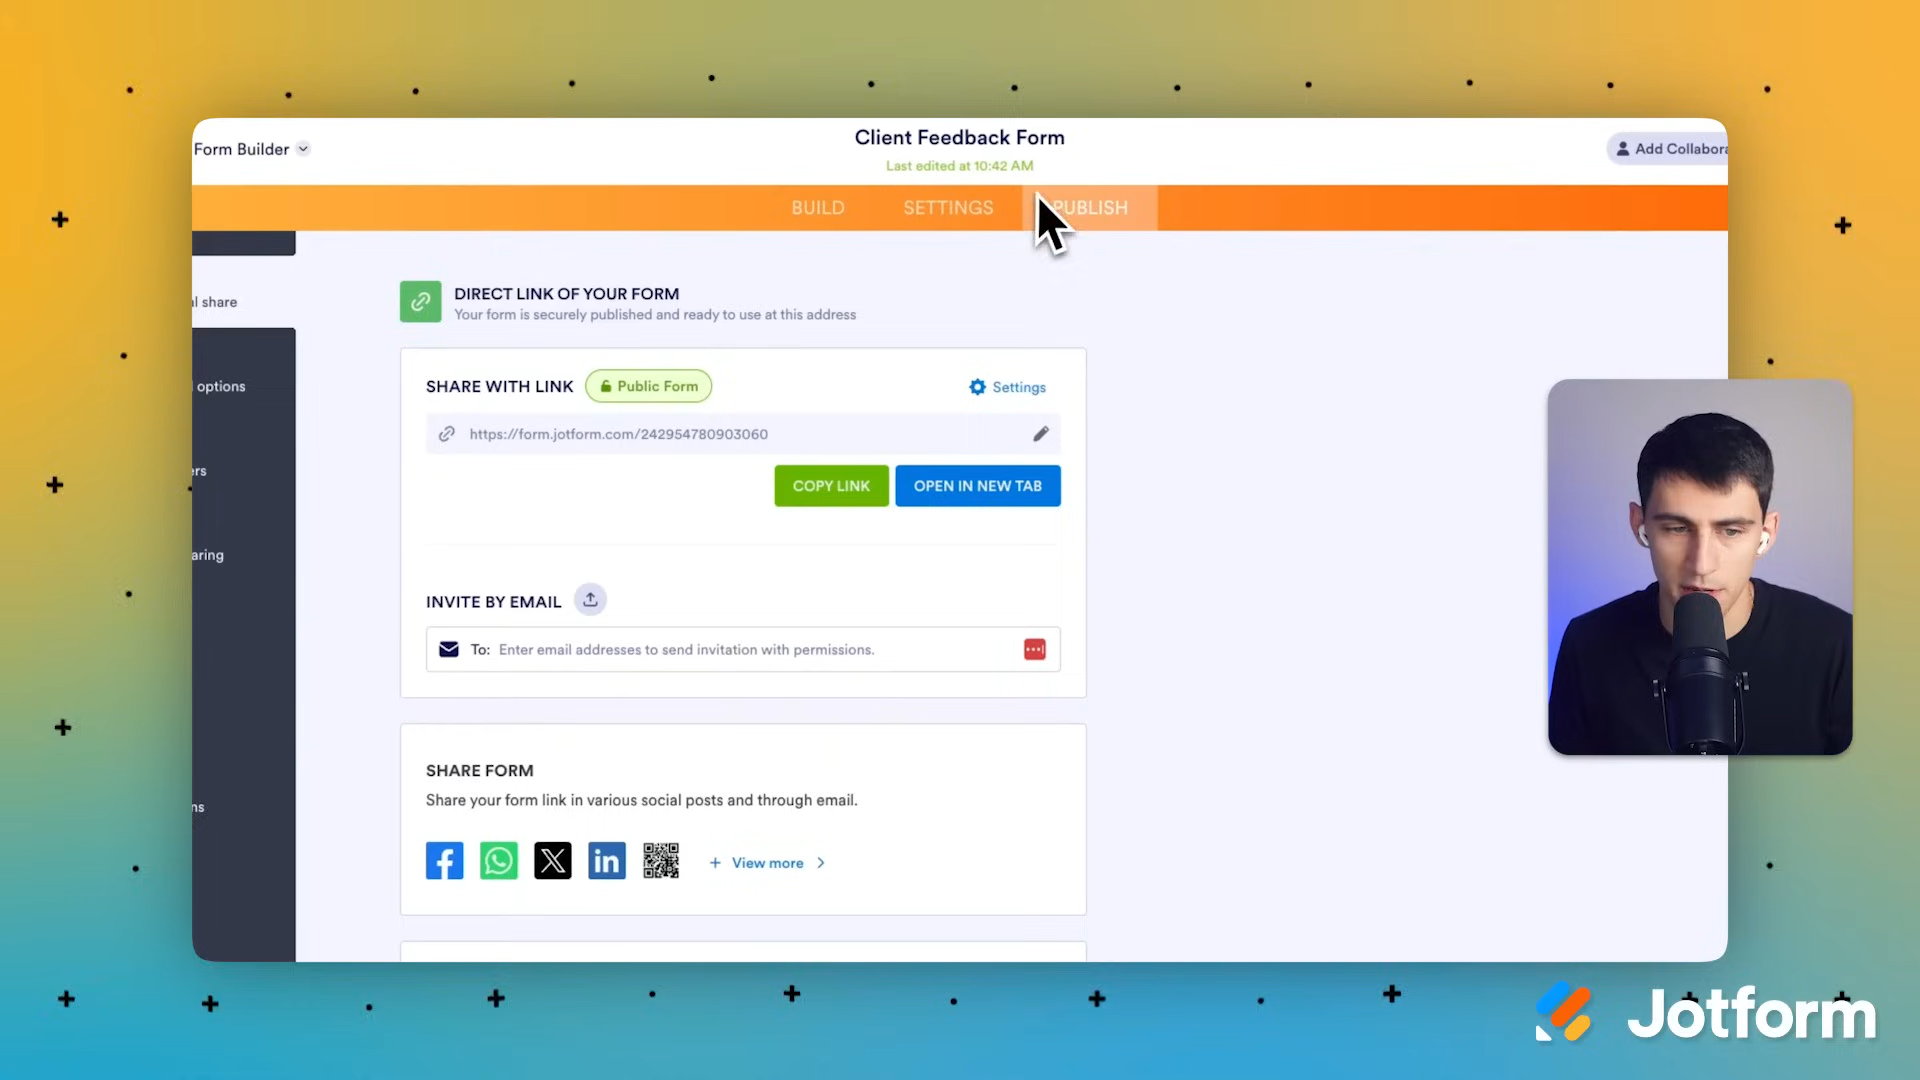 Form Builder
Client Feedback Form
Last edited at 10:42 AM
Add Collabora
BUILD SETTINGS PUBLISH
l share
options
ers
aring
ns
DIRECT LINK OF YOUR FORM
Your form is securely published and ready to use at this address
SHARE WITH LINK Public Form Settings
https://form.jotform.com/242954780903060
COPY LINK OPEN IN NEW TAB
INVITE BY EMAIL
To: Enter email addresses to send invitation with permissions.
SHARE FORM
Share your form link in various social posts and through email.
+ View more >
Jotform